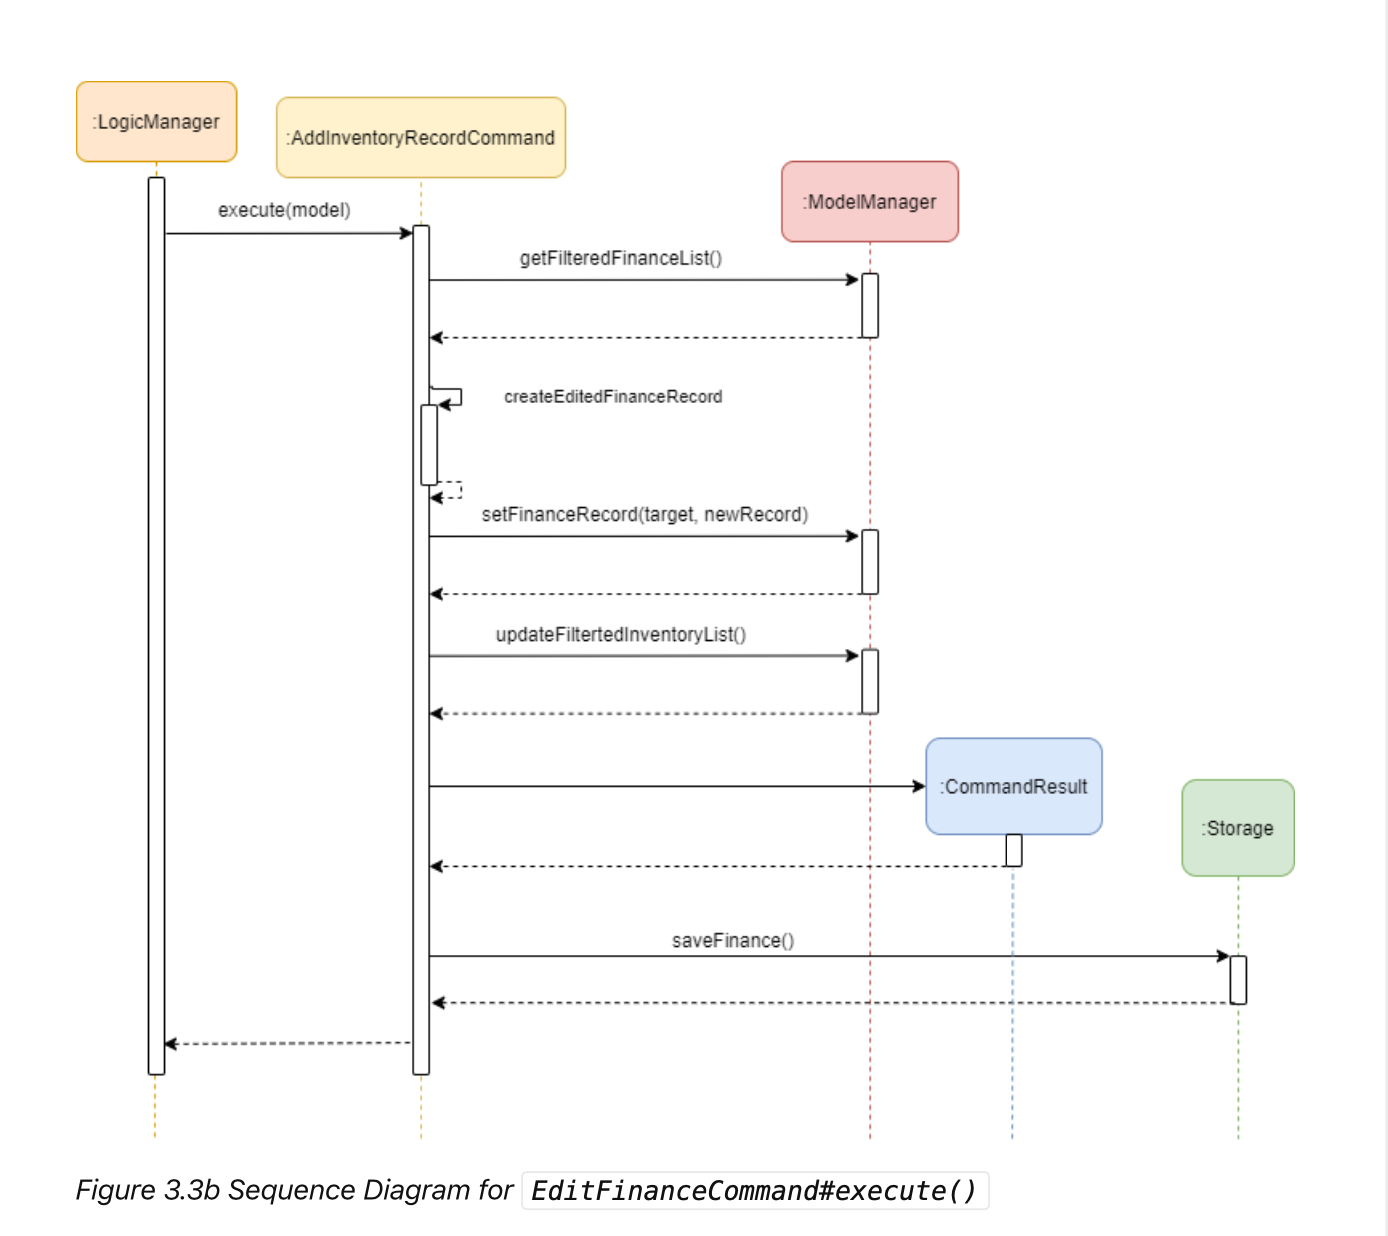 :LogicManager
:AddInventoryRecordCommand
:ModelManager
execute(model)
getFilteredFinanceList()
createEditedFinanceRecord
setFinanceRecord(target, newRecord)
updateFiltertedInventoryList()
:CommandResult
:Storage
saveFinance()
Figure 3.3b Sequence Diagram for EditFinanceCommand#execute()